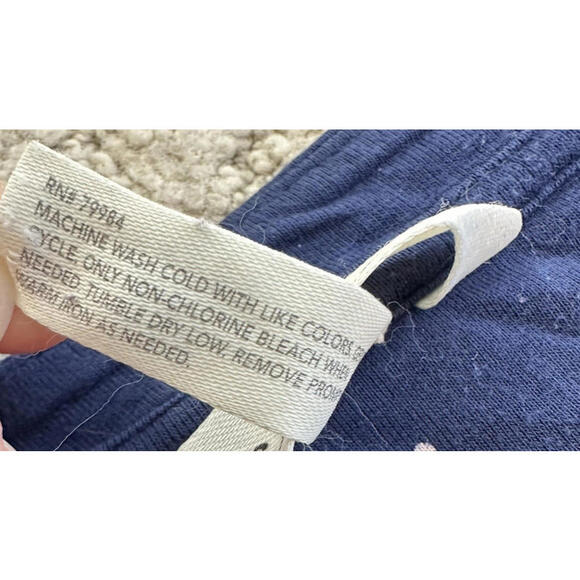 RN# 79984
MACHINE WASH COLD WITH LIKE COLORS
CYCLE. ONLY NON-CHLORINE BLEACH WHEN
NEEDED. TUMBLE DRY LOW. REMOVE
WARM IRON AS NEEDED.